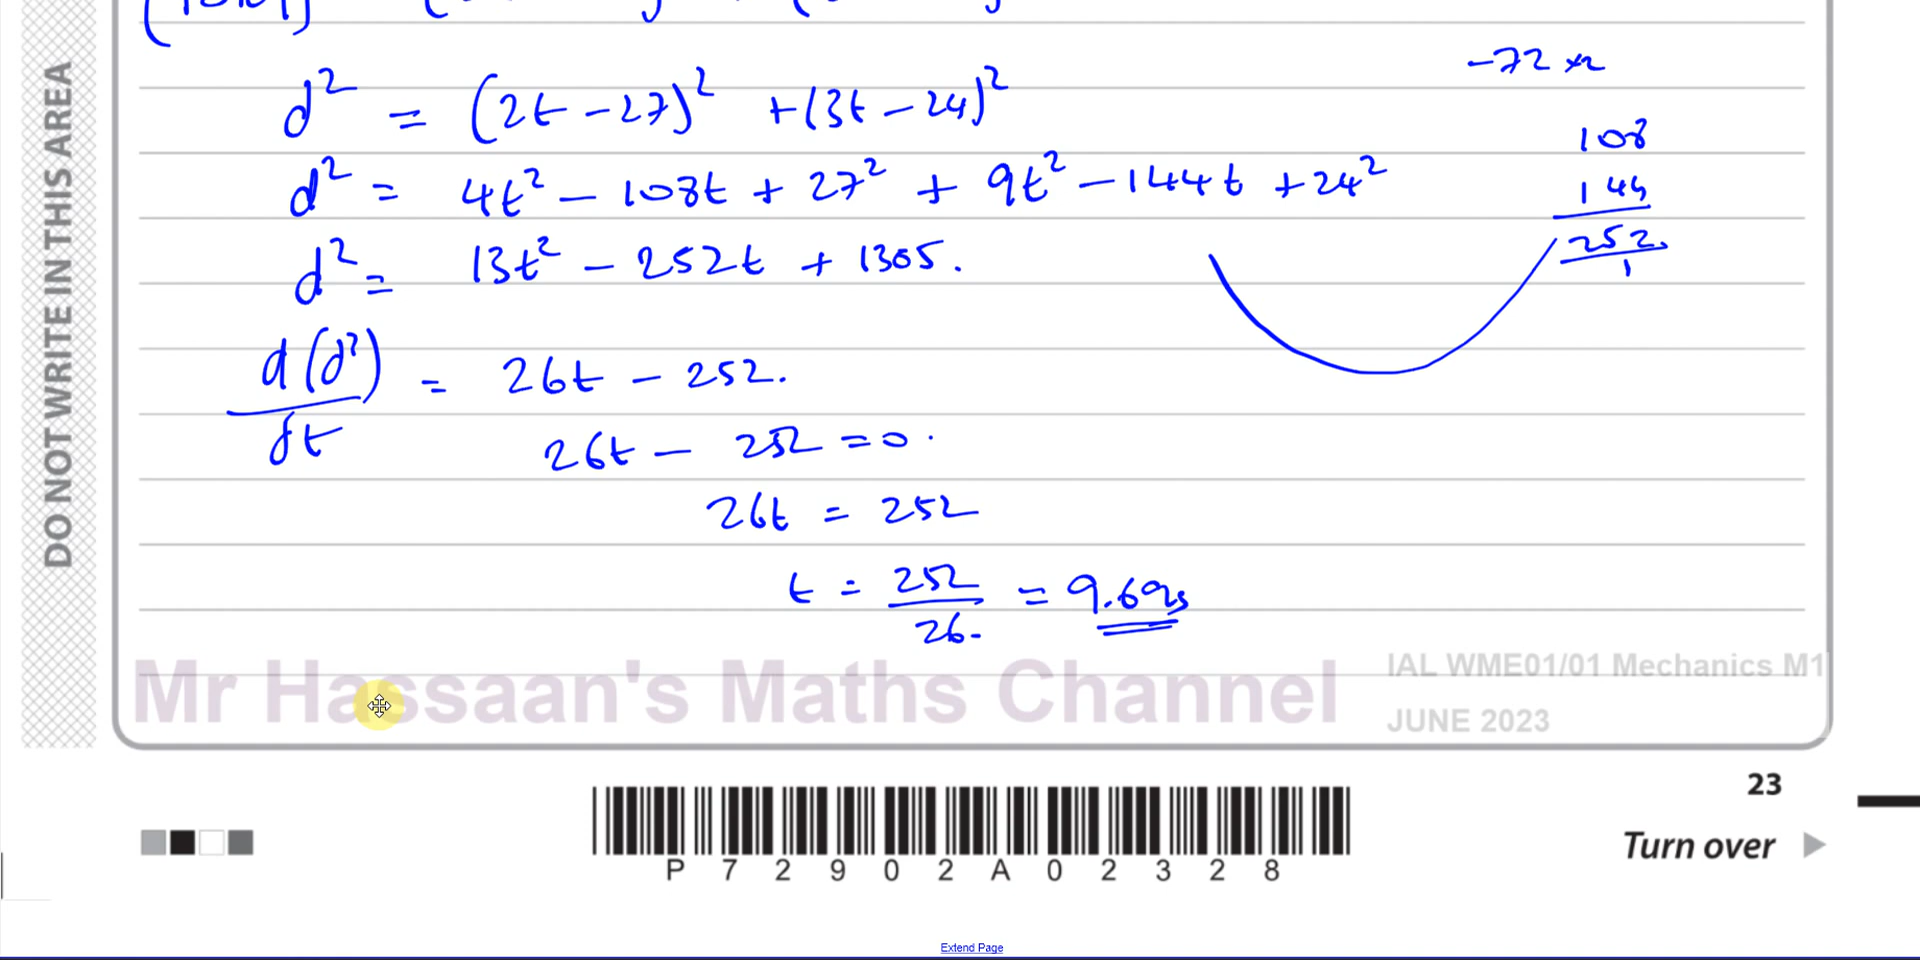 d² = (2t - 27)² + (3t - 24)²
-72 × 2
d² = 4t² - 108t + 27² + 9t² - 144t + 24²
108
144
252
1
d² = 13t² - 252t + 1305.
d(d²)/dt = 26t - 252.
26t - 252 = 0.
26t = 252
t = 252/26. = 9.69s
Mr Hassaan's Maths Channel
IAL WME01/01 Mechanics M1
JUNE 2023
DO NOT WRITE IN THIS AREA
23
P 7 2 9 0 2 A 0 2 3 2 8
Turn over
Extend Page